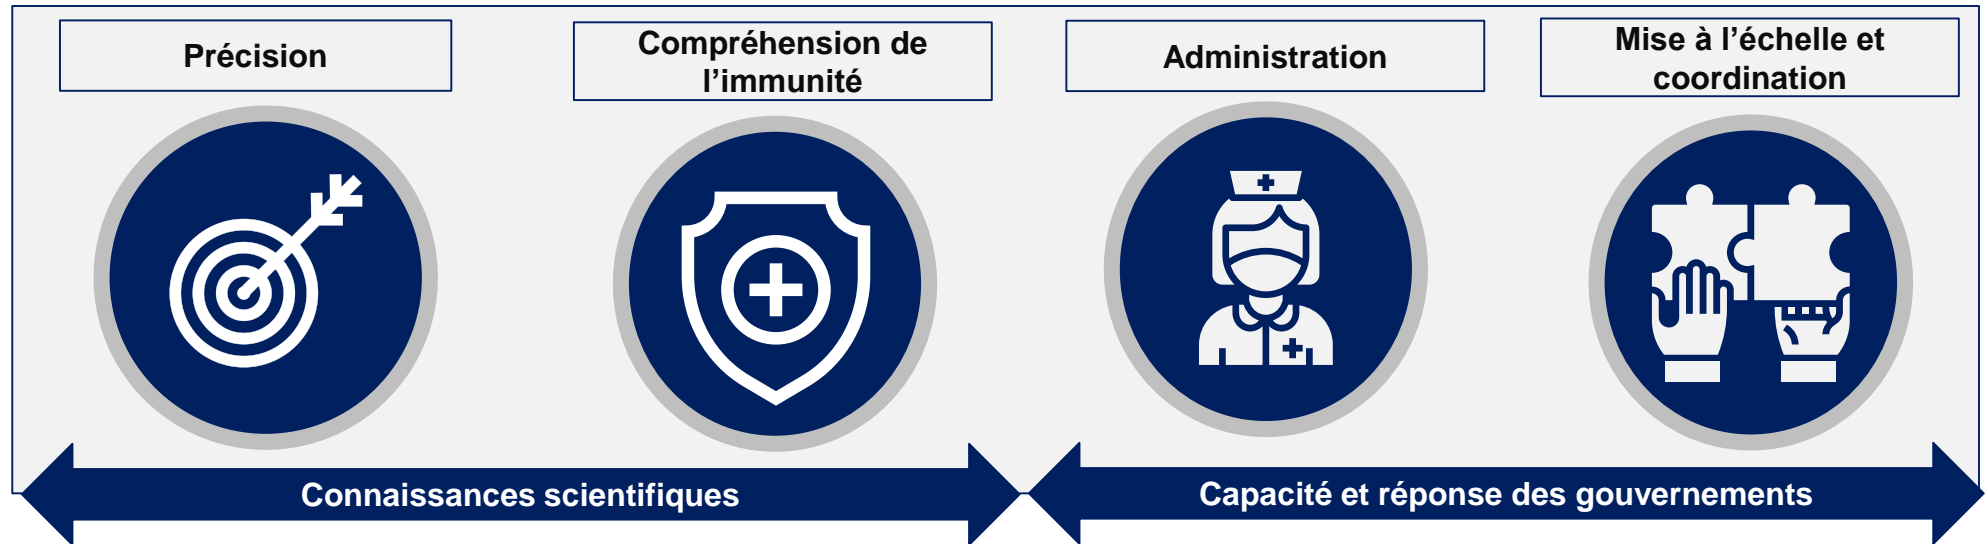 Précision
Compréhension de
l’immunité
Administration
Mise à l’échelle et
coordination
Connaissances scientifiques
Capacité et réponse des gouvernements